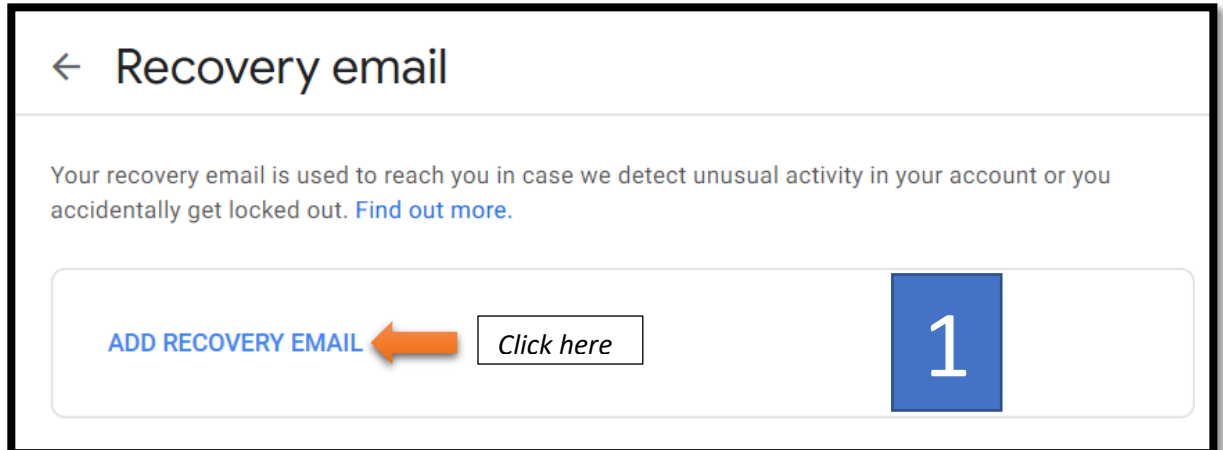 ← Recovery email
Your recovery email is used to reach you in case we detect unusual activity in your account or you
accidentally get locked out. Find out more.
ADD RECOVERY EMAIL Click here 1